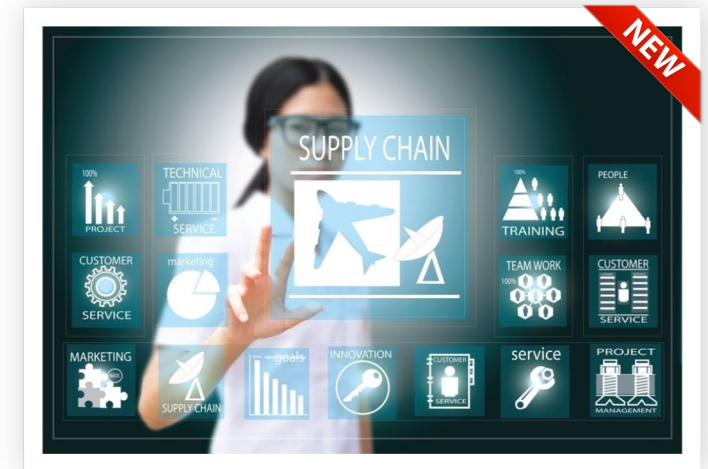 NEW
SUPPLY CHAIN
100%
PROJECT
TECHNICAL
SERVICE
100%
TRAINING
PEOPLE
CUSTOMER
SERVICE
marketing
TEAM WORK
100%
CUSTOMER
SERVICE
MARKETING
MIX
SUPPLY CHAIN
goals
INNOVATION
CUSTOMER
SERVICE
service
PROJECT
MANAGEMENT